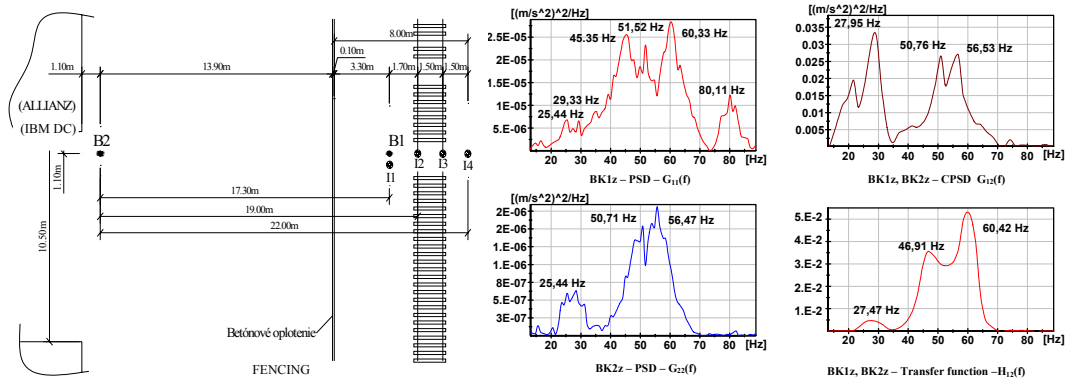 8.00m
0.10m
1.10m
13.90m
3.30m
1.70m
1.50m
1.50m
(ALLIANZ)
(IBM DC)
B2
B1
I1
I2
I3
I4
1.10m
17.30m
19.00m
22.00m
10.50m
Betónové oplotenie
FENCING
[(m/s^2)^2/Hz
2.5E-05
2E-05
1.5E-05
1E-05
5E-06
25,44 Hz
29,33 Hz
45.35 Hz
51,52 Hz
60,33 Hz
80,11 Hz
20 30 40 50 60 70 80 [Hz]
BK1z – PSD – G11(f)
[(m/s^2)^2/Hz
0.035
0.03
0.025
0.02
0.015
0.01
0.005
27,95 Hz
50,76 Hz
56,53 Hz
20 30 40 50 60 70 80 [Hz]
BK1z, BK2z – CPSD G12(f)
[(m/s^2)^2/Hz
2E-06
2E-06
1E-06
1E-06
8E-07
5E-07
3E-07
25,44 Hz
50,71 Hz
56,47 Hz
20 30 40 50 60 70 80 [Hz]
BK2z – PSD – G22(f)
5.E-2
4.E-2
3.E-2
2.E-2
1.E-2
27,47 Hz
46,91 Hz
60,42 Hz
20 30 40 50 60 70 80 [Hz]
BK1z, BK2z – Transfer function –H12(f)